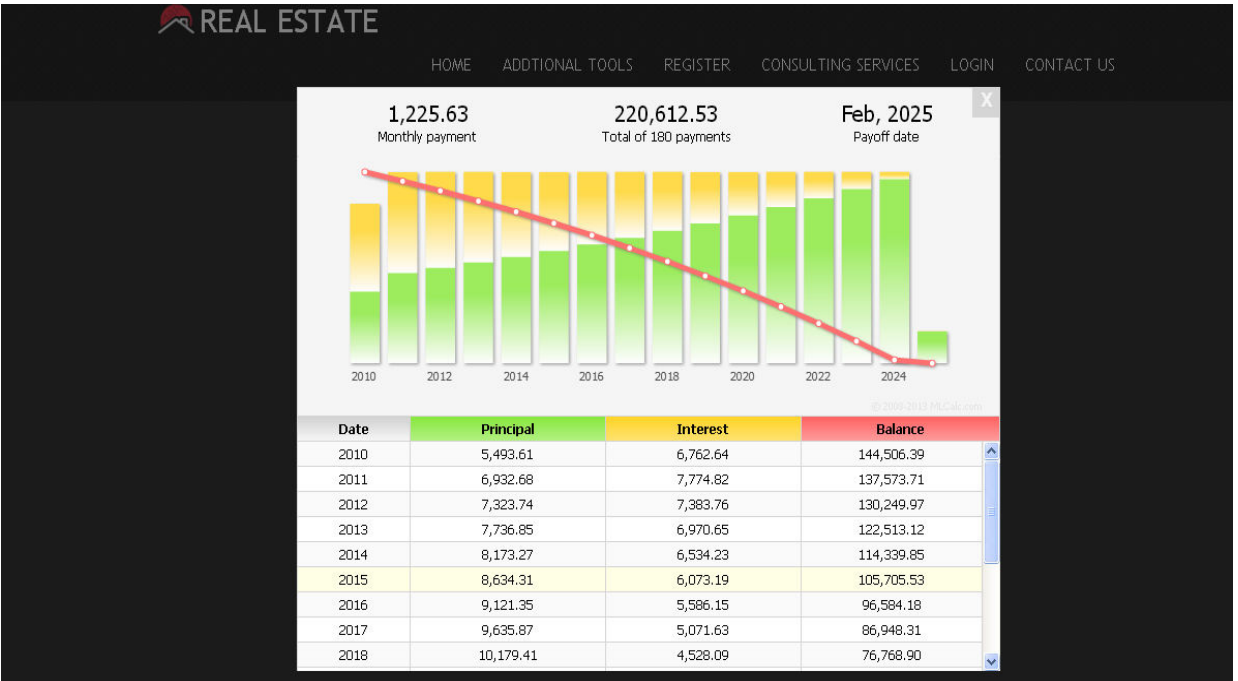 REAL ESTATE
HOME ADDTIONAL TOOLS REGISTER CONSULTING SERVICES LOGIN CONTACT US
X
1,225.63 220,612.53 Feb, 2025
Monthly payment Total of 180 payments Payoff date
2010 2012 2014 2016 2018 2020 2022 2024
MLCalc.com
Date Principal Interest Balance
2010 5,493.61 6,762.64 144,506.39
2011 6,932.68 7,774.82 137,573.71
2012 7,323.74 7,383.76 130,249.97
2013 7,736.85 6,970.65 122,513.12
2014 8,173.27 6,534.23 114,339.85
2015 8,634.31 6,073.19 105,705.53
2016 9,121.35 5,586.15 96,584.18
2017 9,635.87 5,071.63 86,948.31
2018 10,179.41 4,528.09 76,768.90